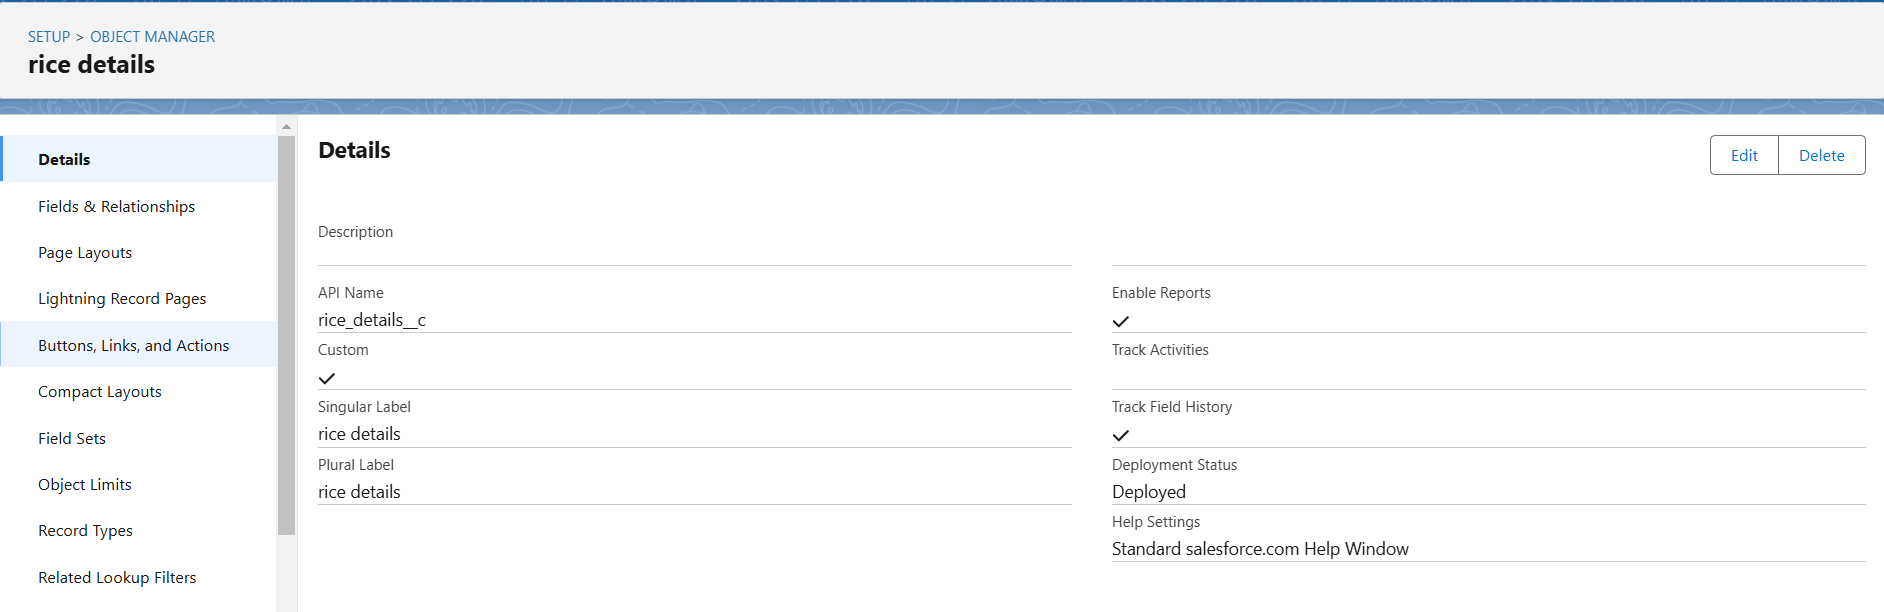 SETUP > OBJECT MANAGER
rice details
Details
Fields & Relationships
Page Layouts
Lightning Record Pages
Buttons, Links, and Actions
Compact Layouts
Field Sets
Object Limits
Record Types
Related Lookup Filters
Details
Edit
Delete
Description
API Name
rice_details__c
Custom
Singular Label
rice details
Plural Label
rice details
Enable Reports
Track Activities
Track Field History
Deployment Status
Deployed
Help Settings
Standard salesforce.com Help Window